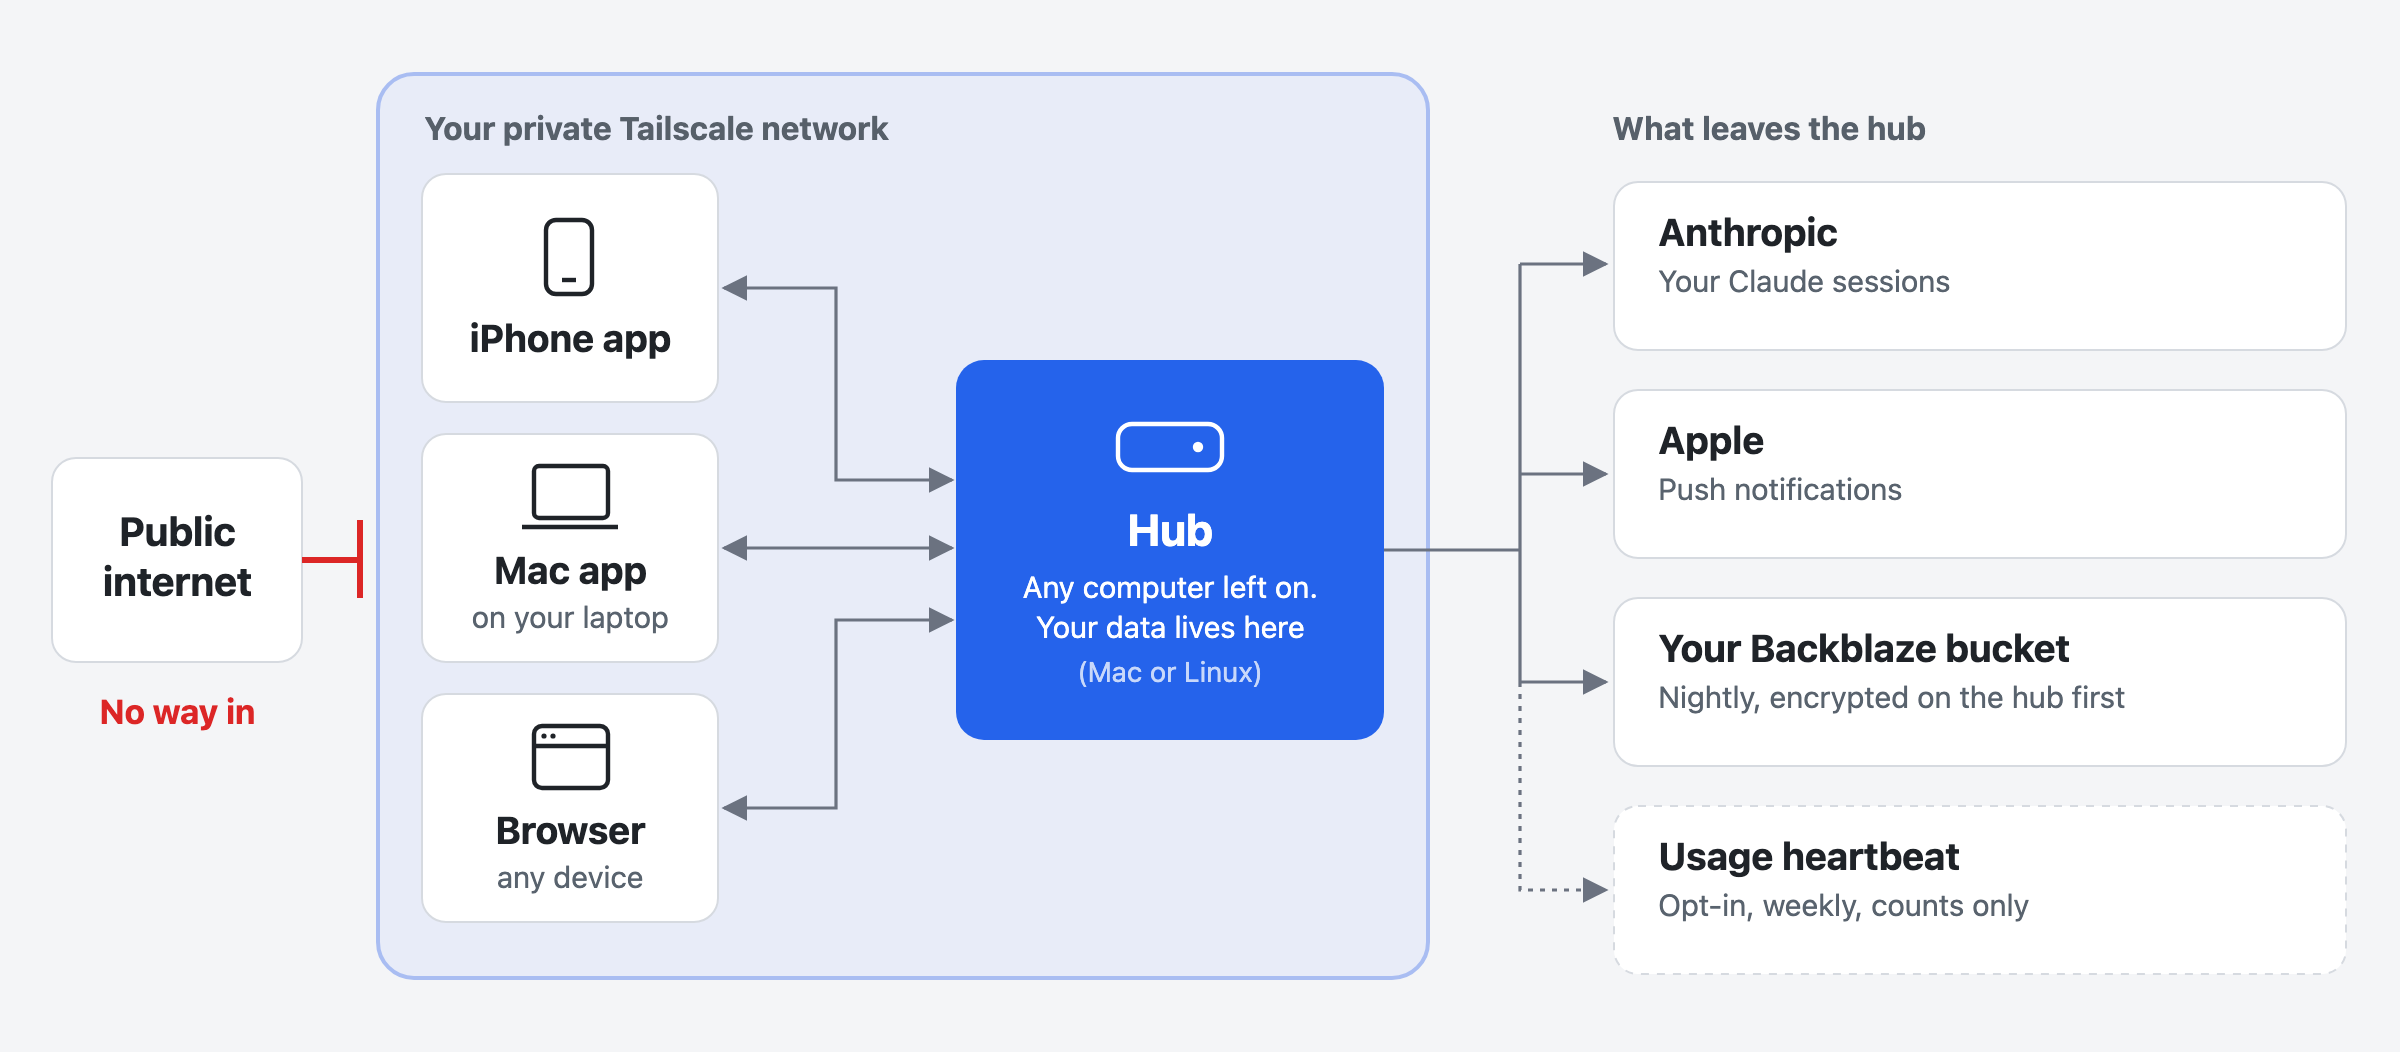 Your private Tailscale network
What leaves the hub
iPhone app
Mac app
on your laptop
Browser
any device
Public
internet
No way in
Hub
Any computer left on.
Your data lives here
(Mac or Linux)
Anthropic
Your Claude sessions
Apple
Push notifications
Your Backblaze bucket
Nightly, encrypted on the hub first
Usage heartbeat
Opt-in, weekly, counts only